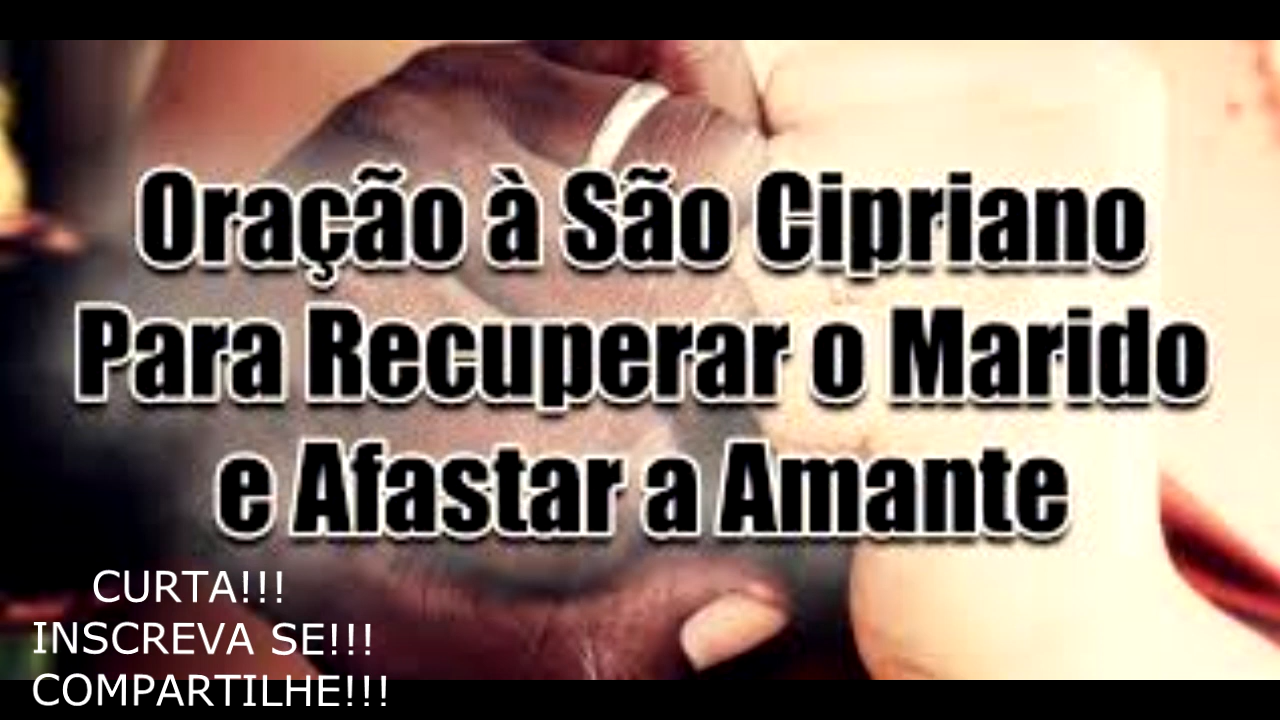 Oração à São Cipriano
Para Recuperar o Marido
e Afastar a Amante
CURTA!!!
INSCREVA SE!!!
COMPARTILHE!!!